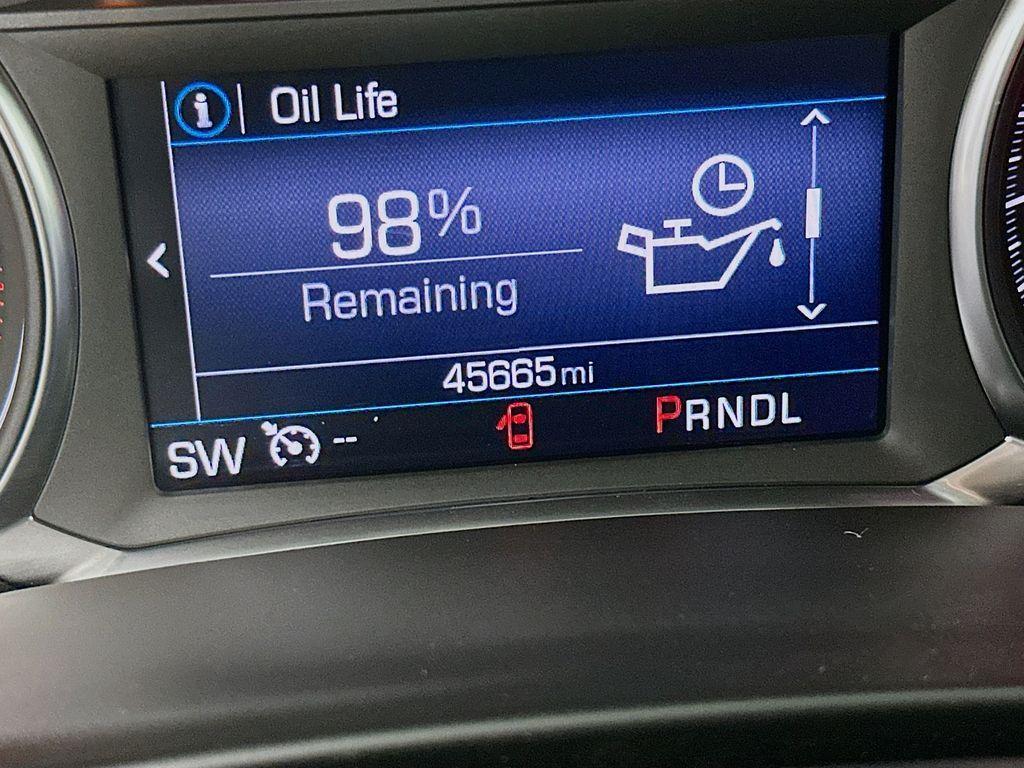 i Oil Life
98%
Remaining
45665 mi
SW -- PRNDL